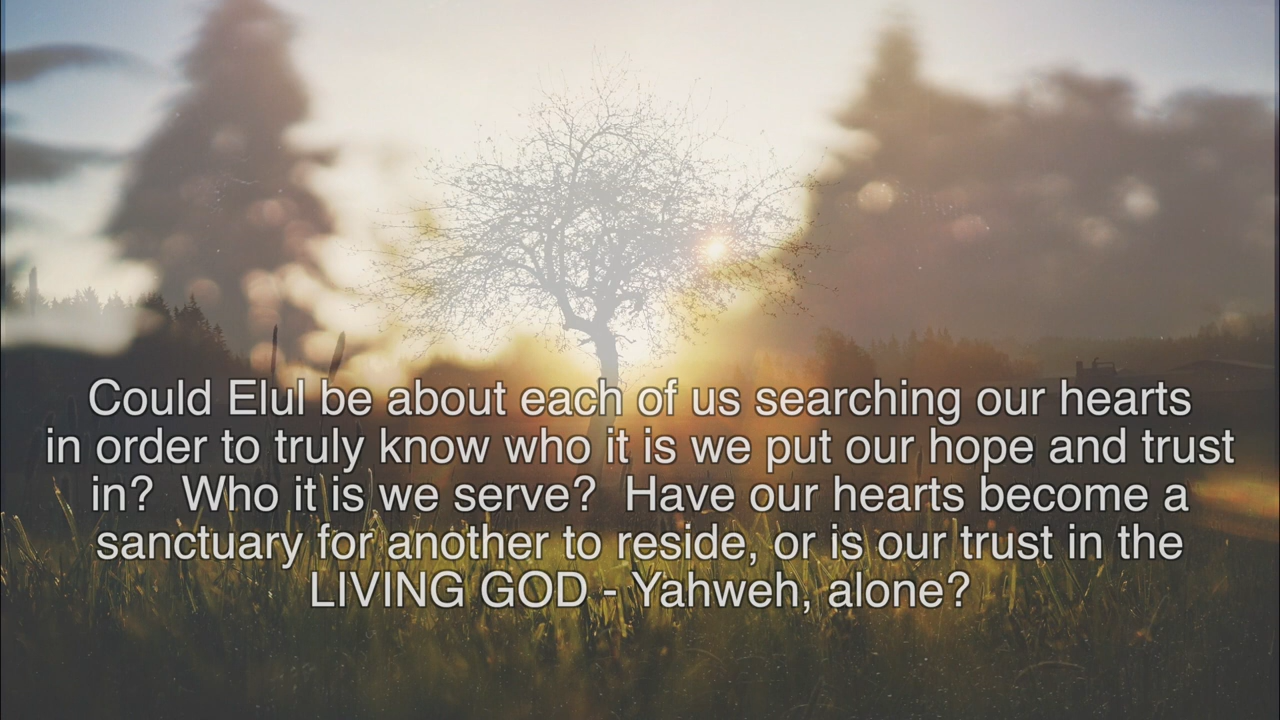 Could Elul be about each of us searching our hearts
in order to truly know who it is we put our hope and trust
in?  Who it is we serve?  Have our hearts become a
sanctuary for another to reside, or is our trust in the
LIVING GOD - Yahweh, alone?